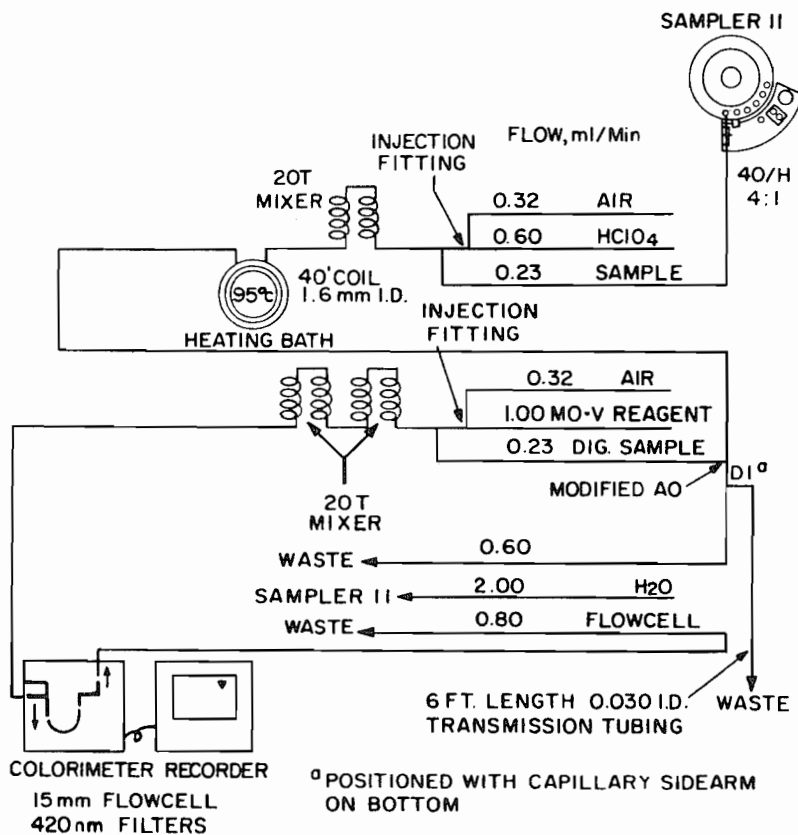 SAMPLER II
INJECTION
FITTING
FLOW, ml/Min
20T
MIXER
40/H
4:1
0.32 AIR
0.60 HClO4
0.23 SAMPLE
95°C
40' COIL
1.6 mm I.D.
HEATING BATH
INJECTION
FITTING
0.32 AIR
1.00 MO-V REAGENT
0.23 DIG. SAMPLE
MODIFIED AO
DI a
20T
MIXER
WASTE 0.60
SAMPLER II 2.00 H2O
WASTE 0.80 FLOWCELL
6 FT. LENGTH 0.030 I.D.
TRANSMISSION TUBING
WASTE
COLORIMETER RECORDER
15mm FLOWCELL
420nm FILTERS
a POSITIONED WITH CAPILLARY SIDEARM
ON BOTTOM